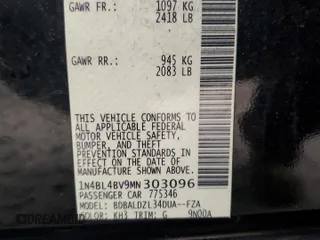 GAWR FR.: 1097 KG
2418 LB
GAWR RR.: 945 KG
2083 LB
THIS VEHICLE CONFORMS TO
ALL APPLICABLE FEDERAL
MOTOR VEHICLE SAFETY,
BUMPER, AND THEFT
PREVENTION STANDARDS
IN EFFECT ON THE DATE OF
MANUFACTURE SHOWN ABOVE.
1N4BL4BV9MN303096
PASSENGER CAR 775346
MODEL: BDBALDZL34DUA--FZA
COLOR: KH3 TRIM: G 9N00A